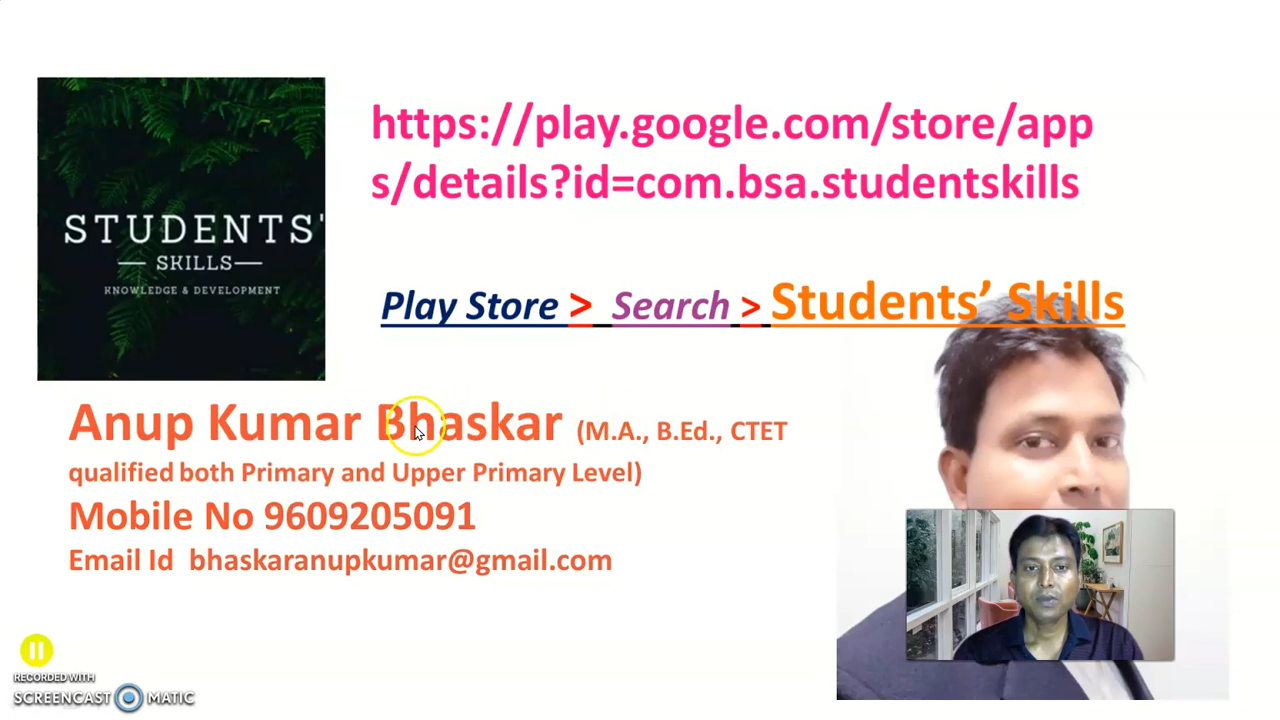 https://play.google.com/store/app
s/details?id=com.bsa.studentskills
STUDENTS'
SKILLS
KNOWLEDGE & DEVELOPMENT
Play Store > Search > Students’ Skills
Anup Kumar Bhaskar (M.A., B.Ed., CTET
qualified both Primary and Upper Primary Level)
Mobile No 9609205091
Email Id bhaskaranupkumar@gmail.com
RECORDED WITH
SCREENCAST MATIC